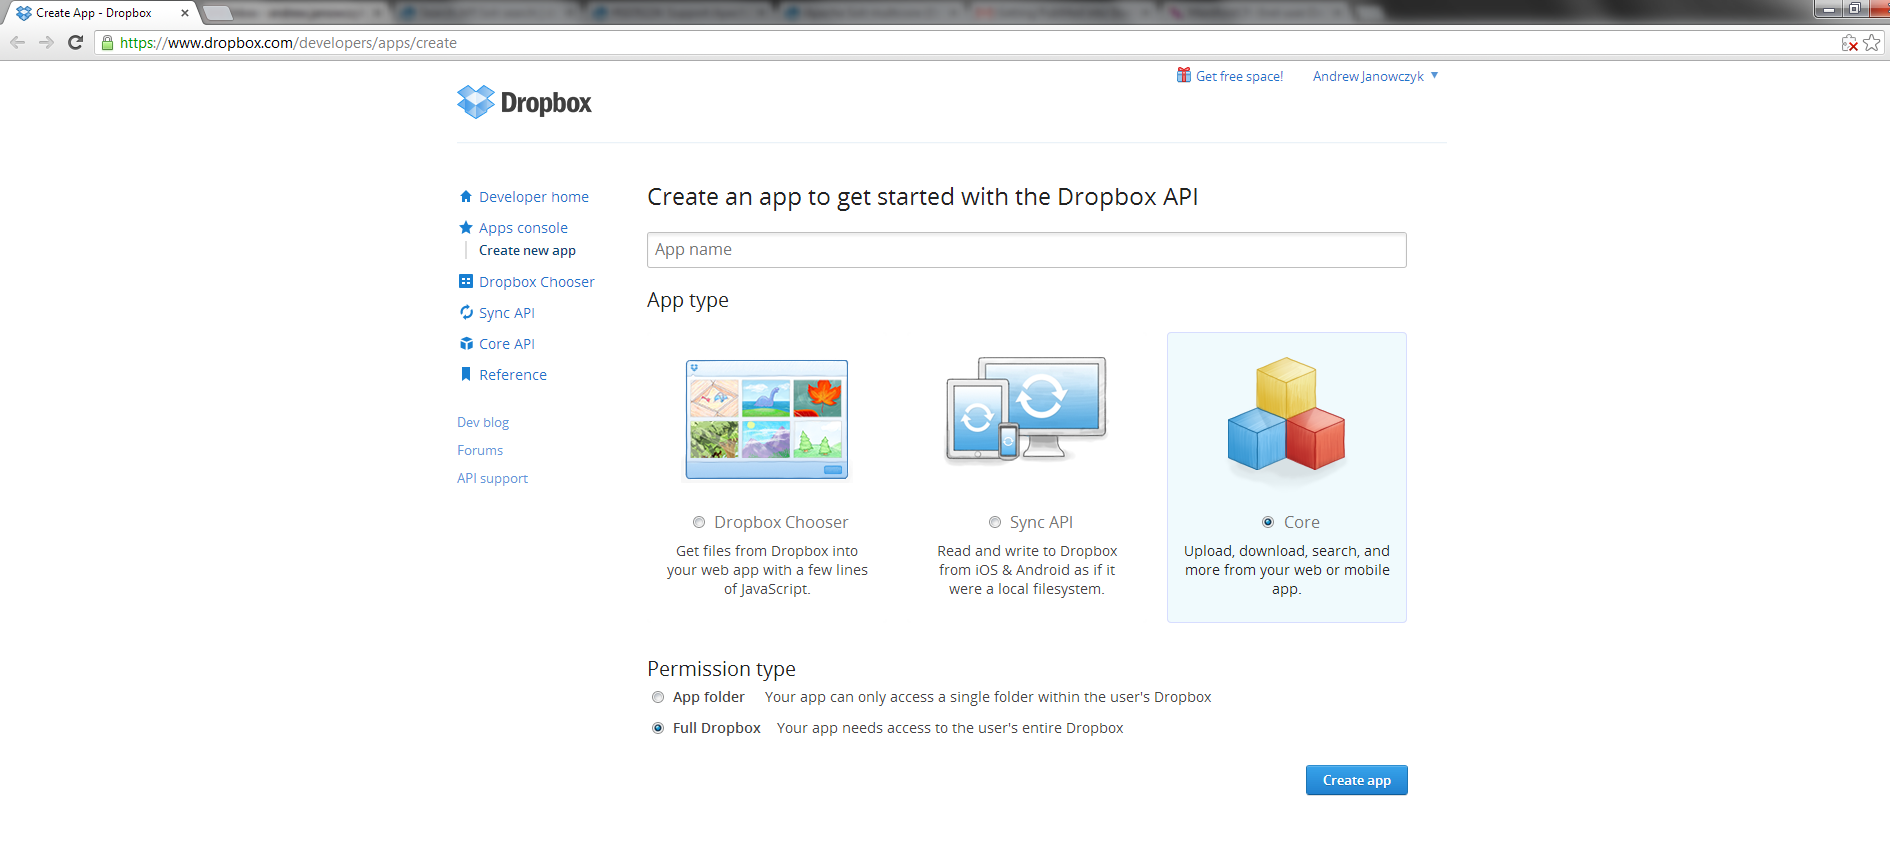 Create App - Dropbox
https://www.dropbox.com/developers/apps/create
Get free space!
Andrew Janowczyk
Dropbox
Developer home
Apps console
Create new app
Dropbox Chooser
Sync API
Core API
Reference
Dev blog
Forums
API support
Create an app to get started with the Dropbox API
App name
App type
Dropbox Chooser
Get files from Dropbox into
your web app with a few lines
of JavaScript.
Sync API
Read and write to Dropbox
from iOS & Android as if it
were a local filesystem.
Core
Upload, download, search, and
more from your web or mobile
app.
Permission type
App folder Your app can only access a single folder within the user's Dropbox
Full Dropbox Your app needs access to the user's entire Dropbox
Create app